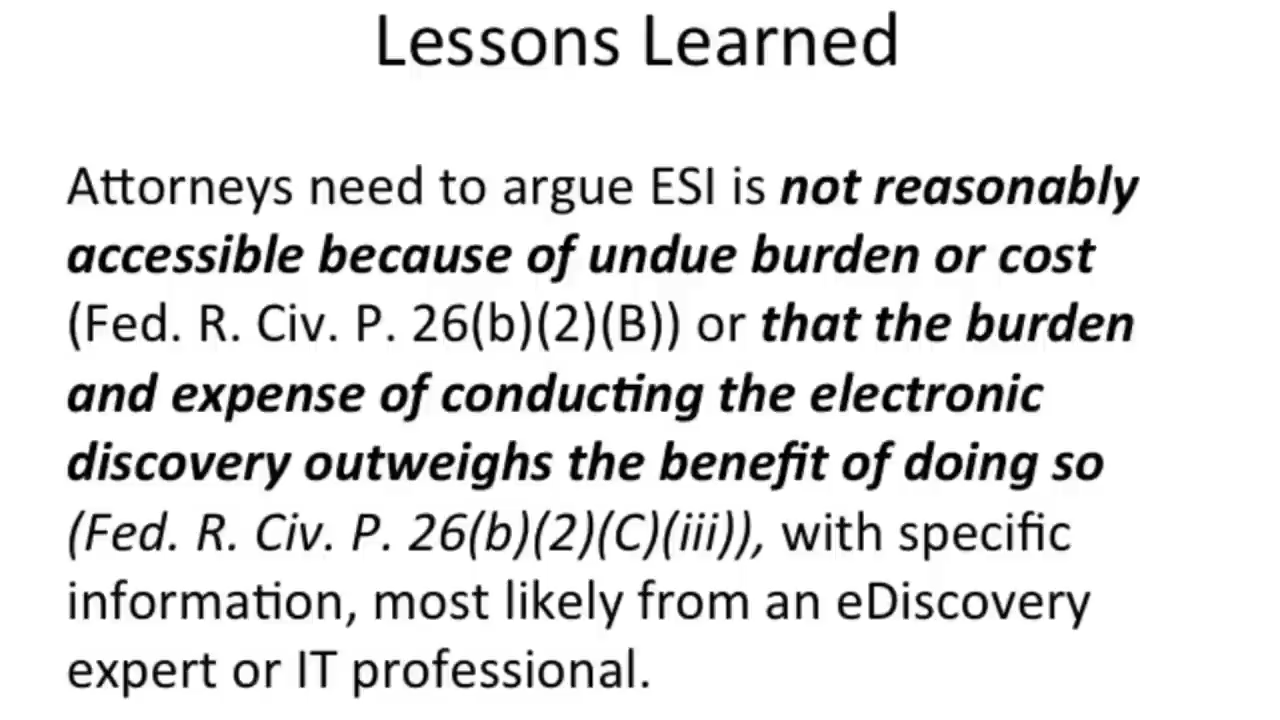 Lessons Learned
Attorneys need to argue ESI is not reasonably
accessible because of undue burden or cost
(Fed. R. Civ. P. 26(b)(2)(B)) or that the burden
and expense of conducting the electronic
discovery outweighs the benefit of doing so
(Fed. R. Civ. P. 26(b)(2)(C)(iii)), with specific
information, most likely from an eDiscovery
expert or IT professional.